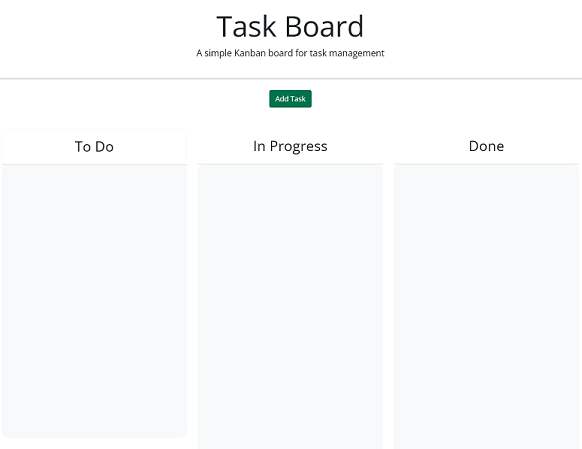 Task Board
A simple Kanban board for task management
Add Task
To Do
In Progress
Done